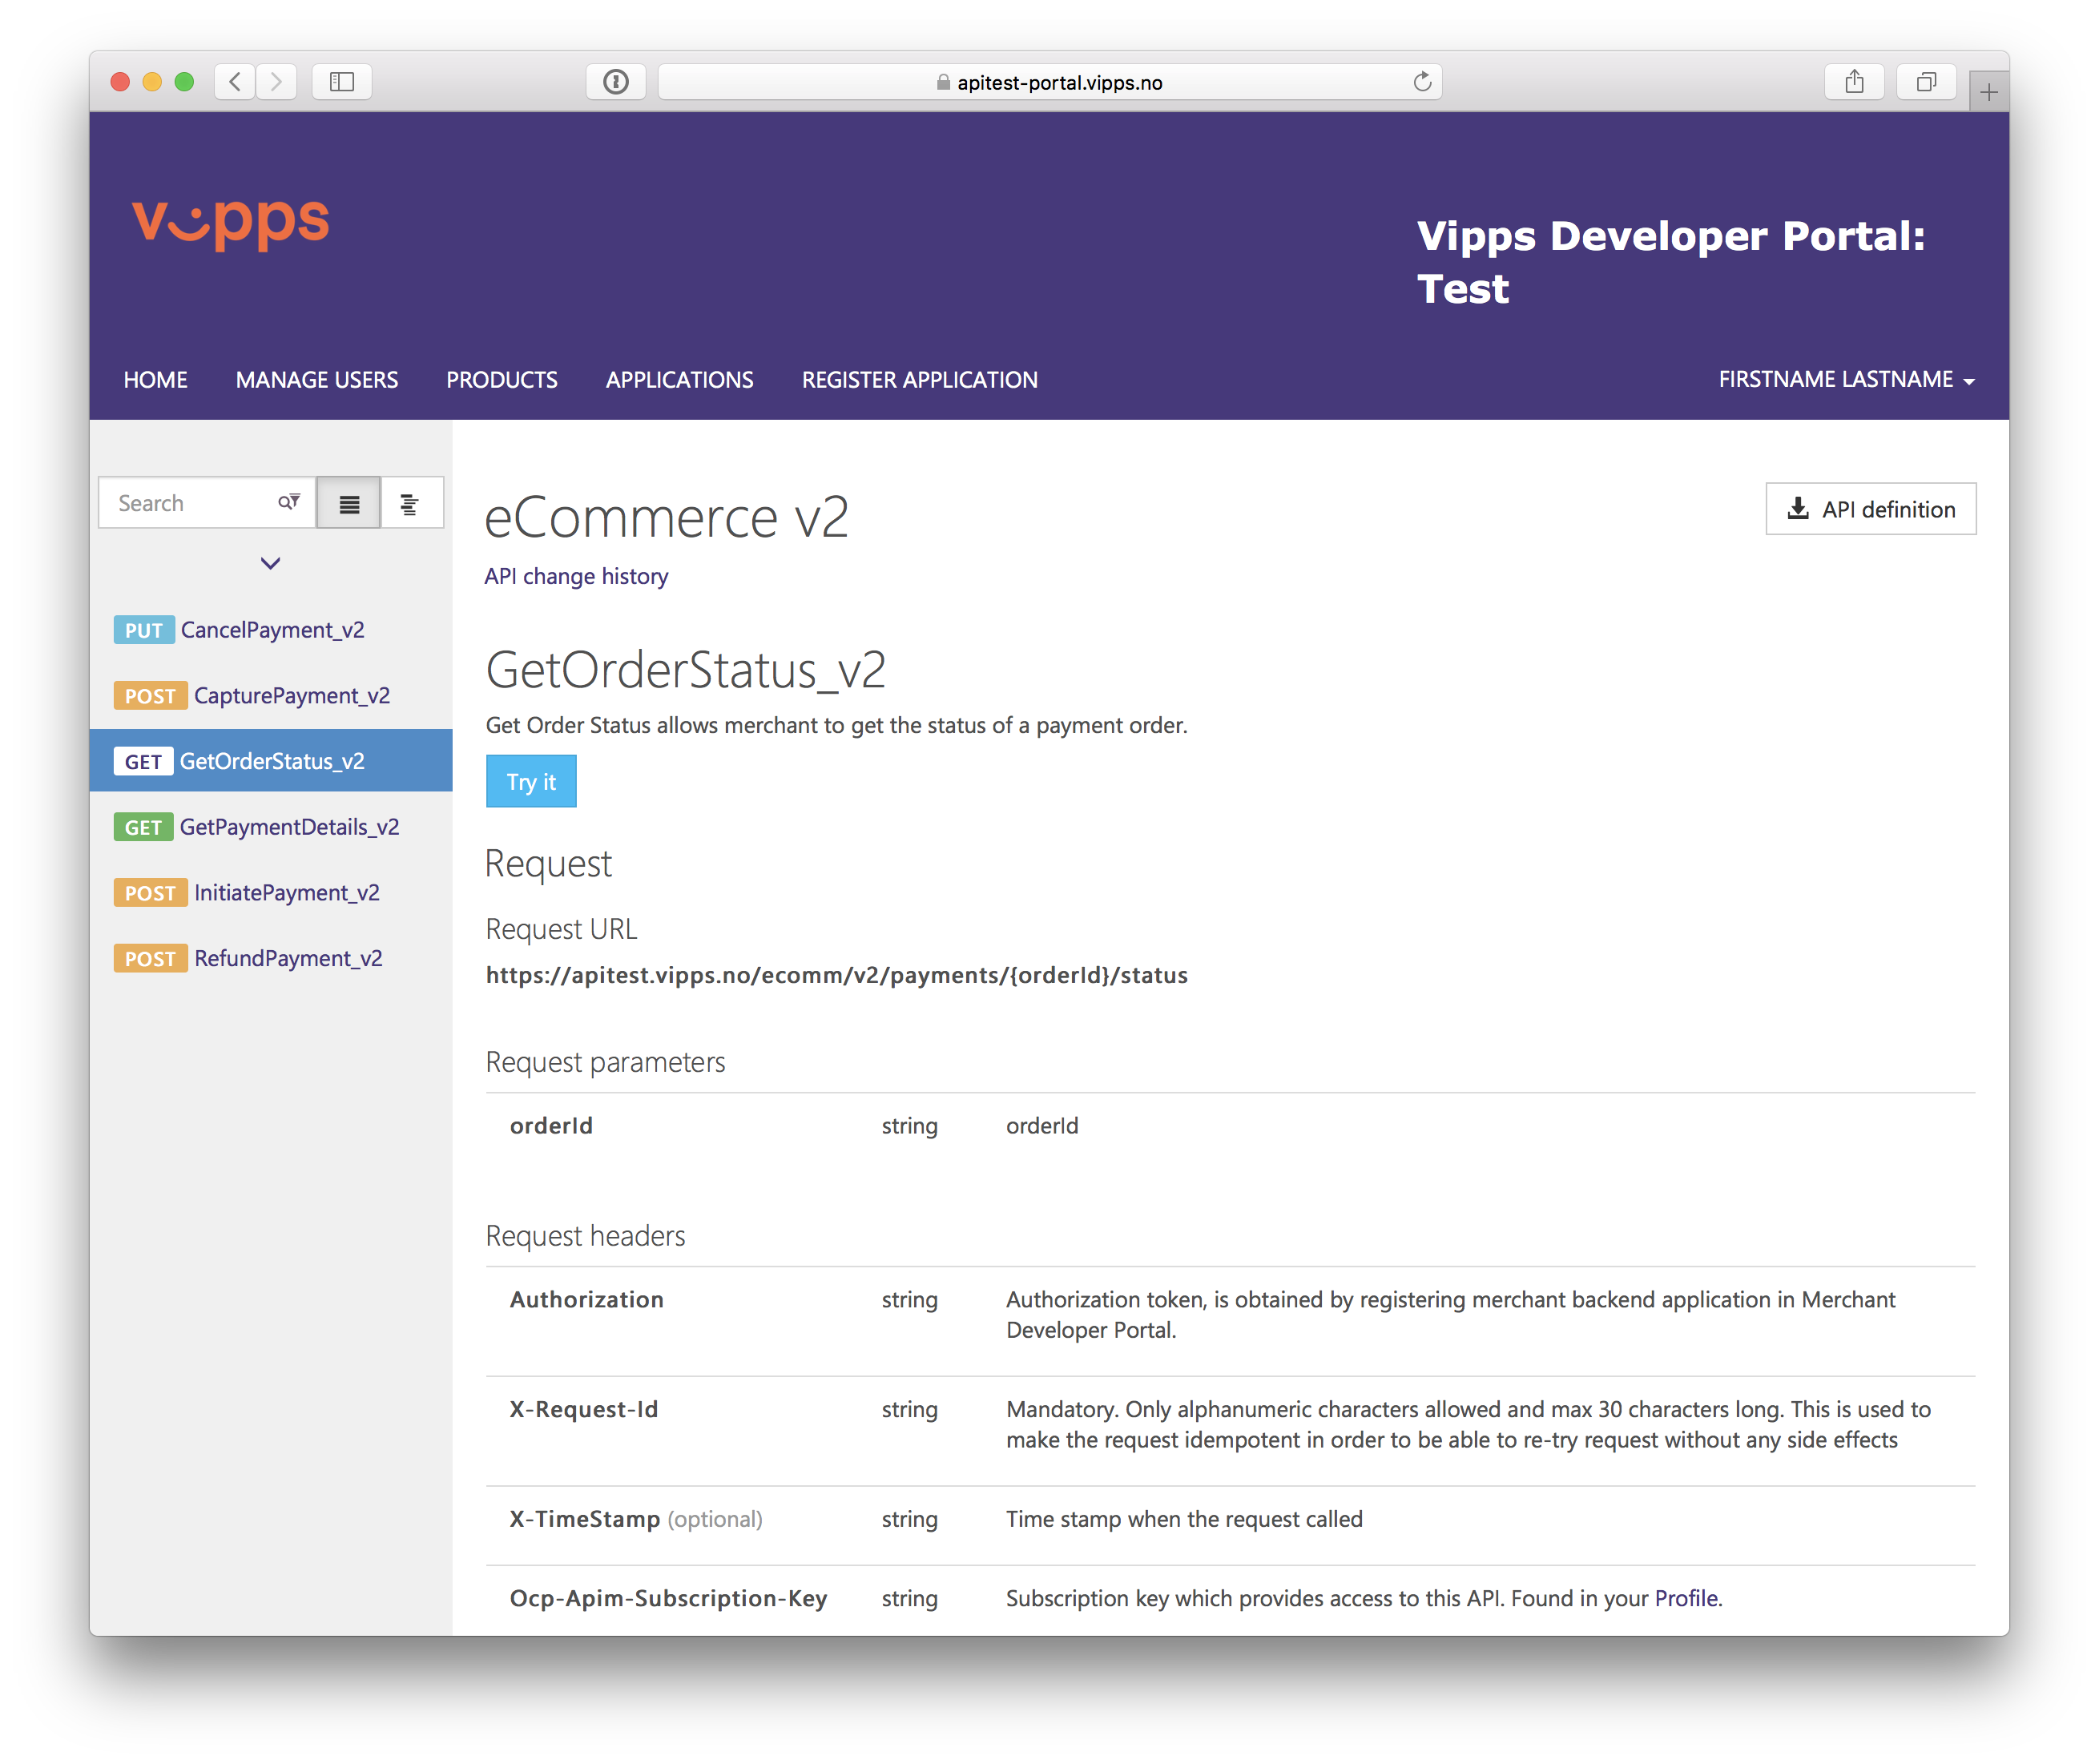 apitest-portal.vipps.no
vipps
Vipps Developer Portal:
Test
HOME
MANAGE USERS
PRODUCTS
APPLICATIONS
REGISTER APPLICATION
FIRSTNAME LASTNAME
Search
PUT CancelPayment_v2
POST CapturePayment_v2
GET GetOrderStatus_v2
GET GetPaymentDetails_v2
POST InitiatePayment_v2
POST RefundPayment_v2
eCommerce v2
API definition
API change history
GetOrderStatus_v2
Get Order Status allows merchant to get the status of a payment order.
Try it
Request
Request URL
https://apitest.vipps.no/ecomm/v2/payments/{orderId}/status
Request parameters
orderId string orderId
Request headers
Authorization string Authorization token, is obtained by registering merchant backend application in Merchant
Developer Portal.
X-Request-Id string Mandatory. Only alphanumeric characters allowed and max 30 characters long. This is used to
make the request idempotent in order to be able to re-try request without any side effects
X-TimeStamp (optional) string Time stamp when the request called
Ocp-Apim-Subscription-Key string Subscription key which provides access to this API. Found in your Profile.